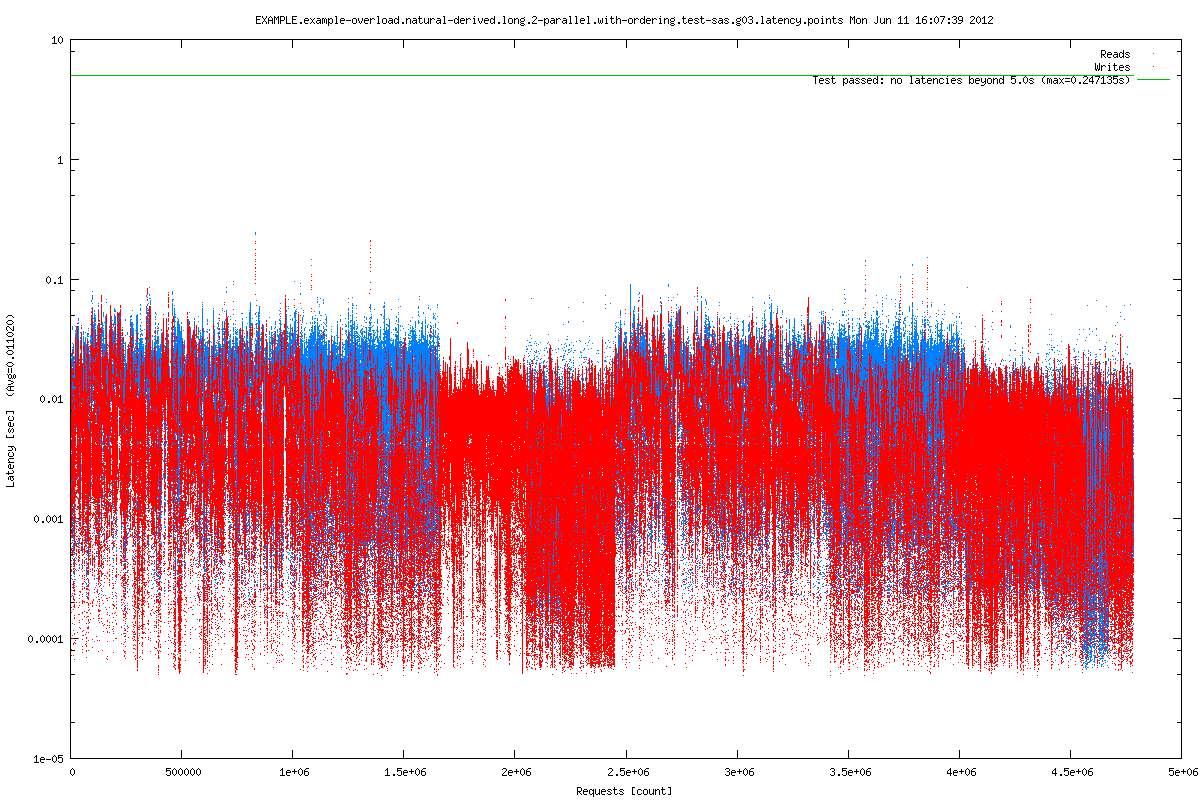 EXAMPLE.example-overload.natural-derived.long.2-parallel.with-ordering.test-sas.g03.latency.points Mon Jun 11 16:07:39 2012
10
1
0.1
0.01
0.001
0.0001
1e-05
Latency [sec] (Avg=0.011020)
Reads
Writes
Test passed: no latencies beyond 5.0s (max=0.247135s)
0 500000 1e+06 1.5e+06 2e+06 2.5e+06 3e+06 3.5e+06 4e+06 4.5e+06 5e+06
Requests [count]